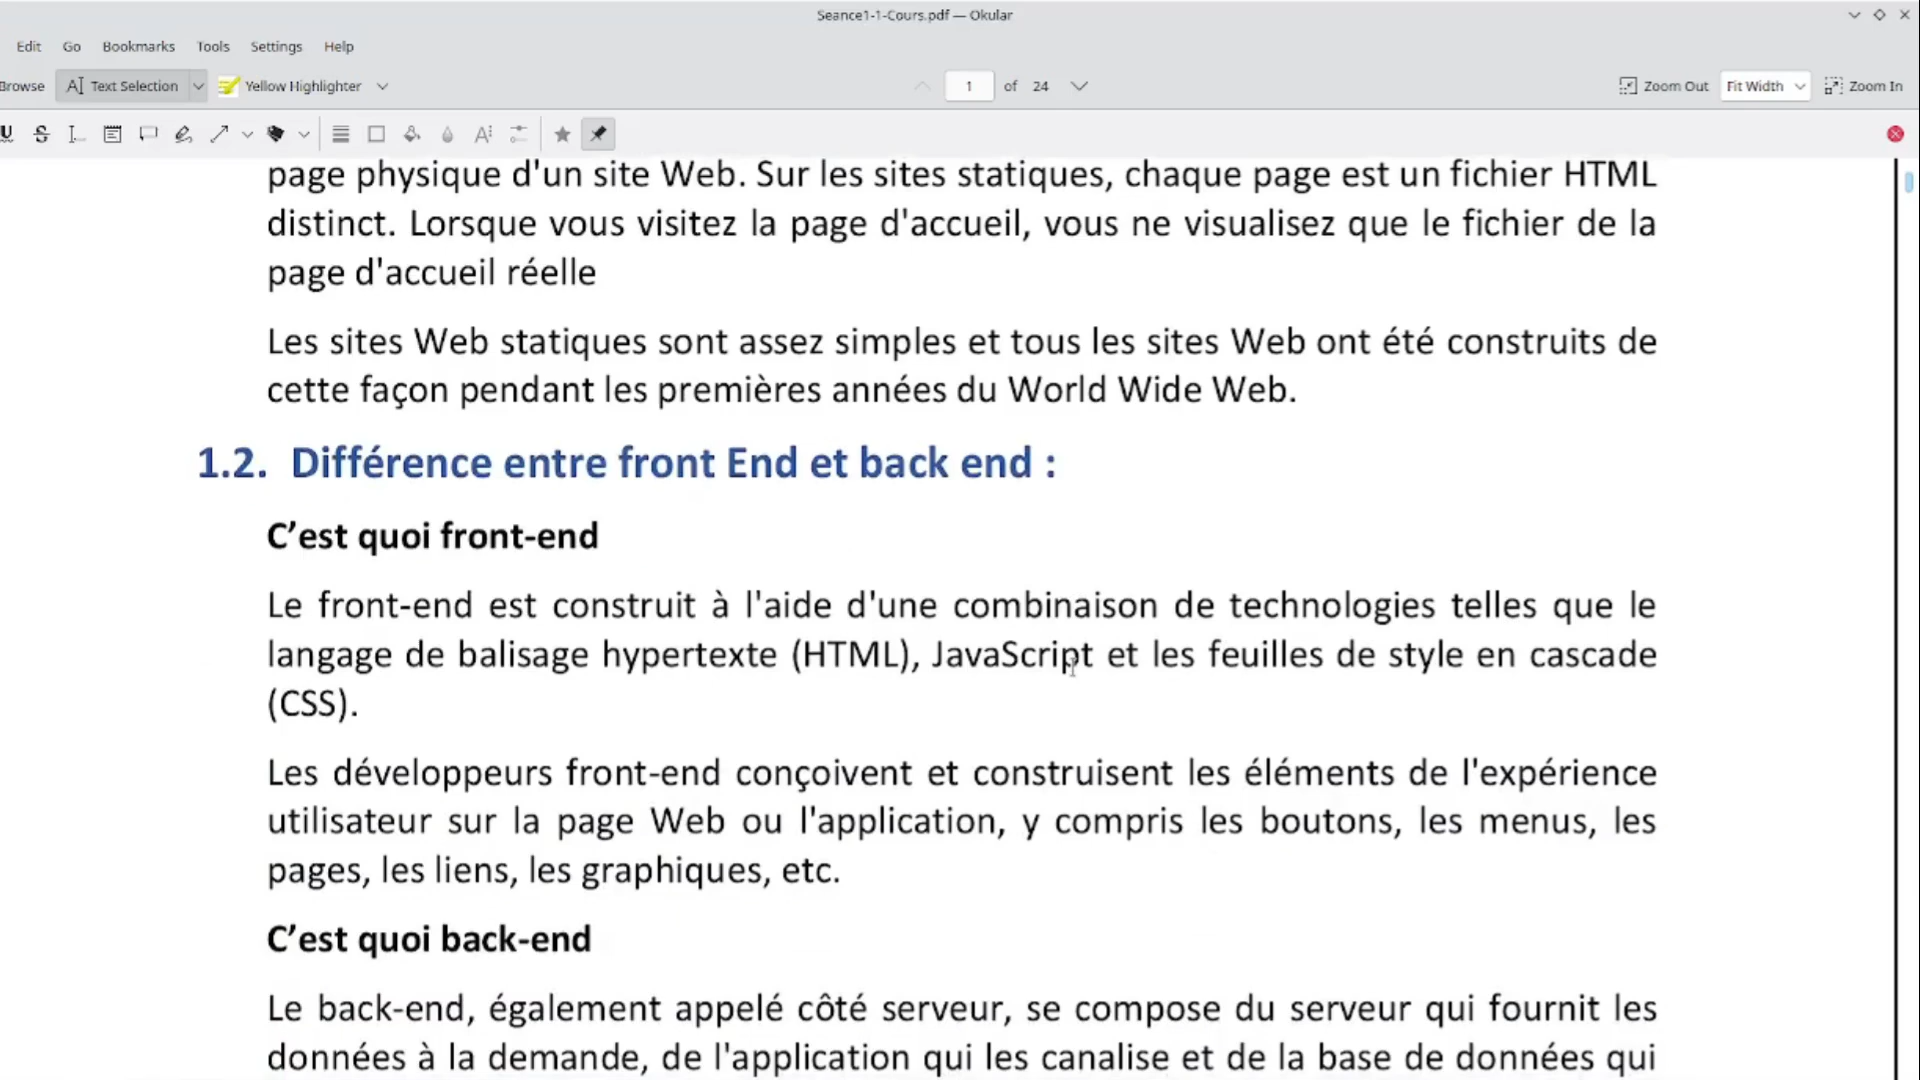 Seance1-1-Cours.pdf — Okular
Edit Go Bookmarks Tools Settings Help
Browse Text Selection Yellow Highlighter 1 of 24 Zoom Out Fit Width Zoom In
page physique d'un site Web. Sur les sites statiques, chaque page est un fichier HTML
distinct. Lorsque vous visitez la page d'accueil, vous ne visualisez que le fichier de la
page d'accueil réelle
Les sites Web statiques sont assez simples et tous les sites Web ont été construits de
cette façon pendant les premières années du World Wide Web.
1.2. Différence entre front End et back end :
C’est quoi front-end
Le front-end est construit à l'aide d'une combinaison de technologies telles que le
langage de balisage hypertexte (HTML), JavaScript et les feuilles de style en cascade
(CSS).
Les développeurs front-end conçoivent et construisent les éléments de l'expérience
utilisateur sur la page Web ou l'application, y compris les boutons, les menus, les
pages, les liens, les graphiques, etc.
C’est quoi back-end
Le back-end, également appelé côté serveur, se compose du serveur qui fournit les
données à la demande, de l'application qui les canalise et de la base de données qui